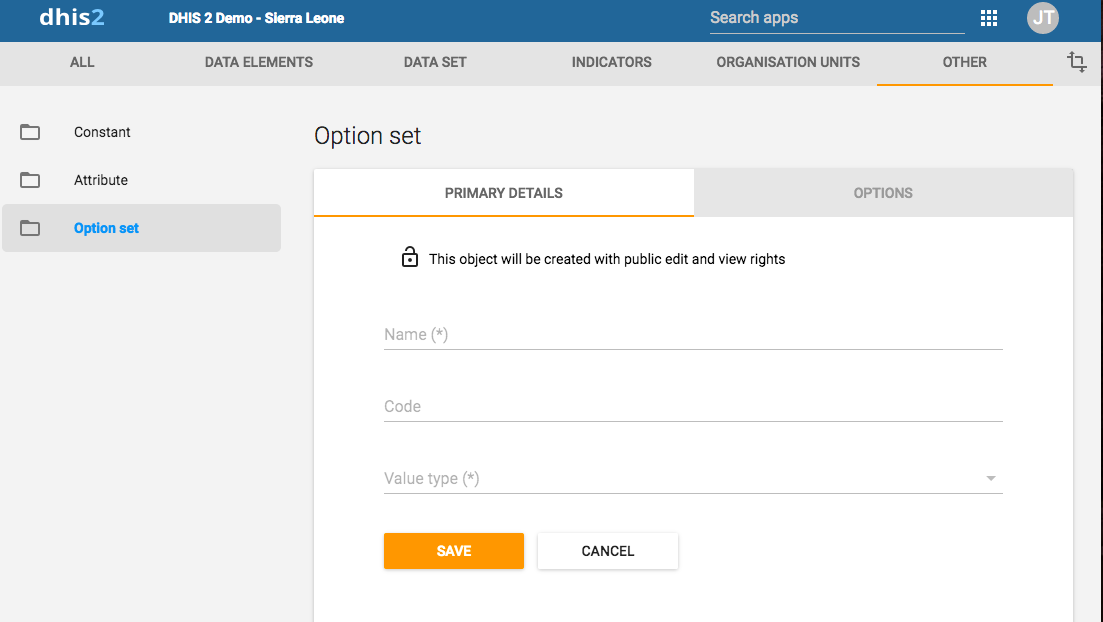 dhis2 DHIS 2 Demo - Sierra Leone Search apps JT
ALL DATA ELEMENTS DATA SET INDICATORS ORGANISATION UNITS OTHER
Constant
Attribute
Option set
Option set
PRIMARY DETAILS OPTIONS
This object will be created with public edit and view rights
Name (*)
Code
Value type (*)
SAVE CANCEL